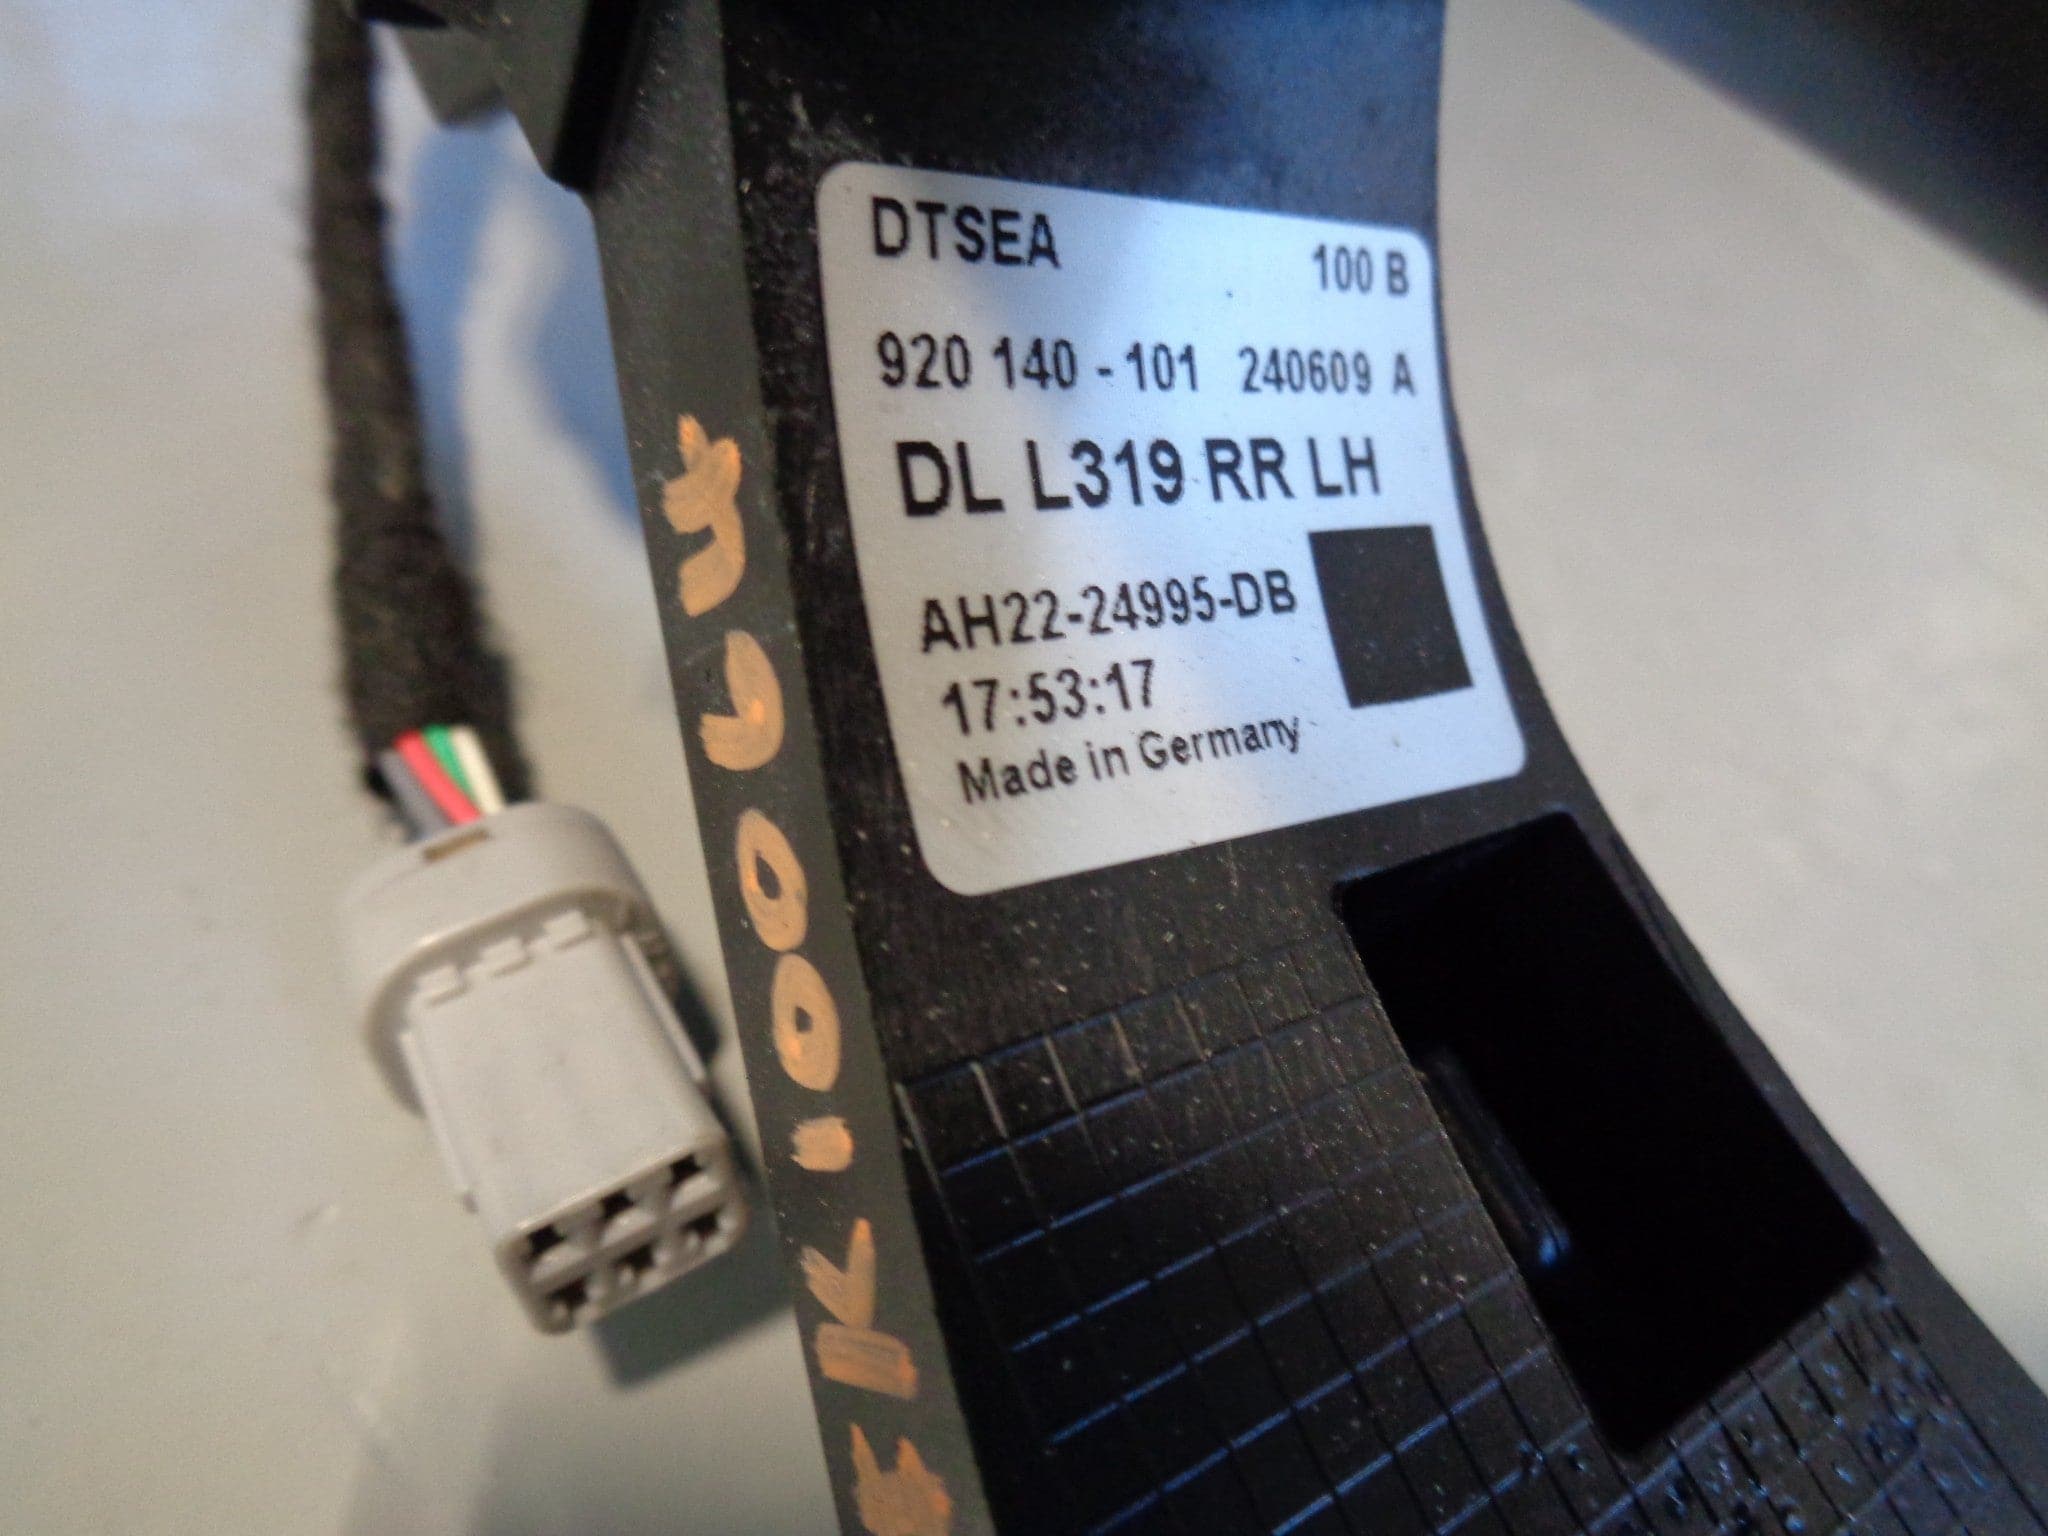 DTSEA 100 B
920 140 - 101 240609 A
DL L319 RR LH
AH22-24995-DB
17:53:17
Made in Germany